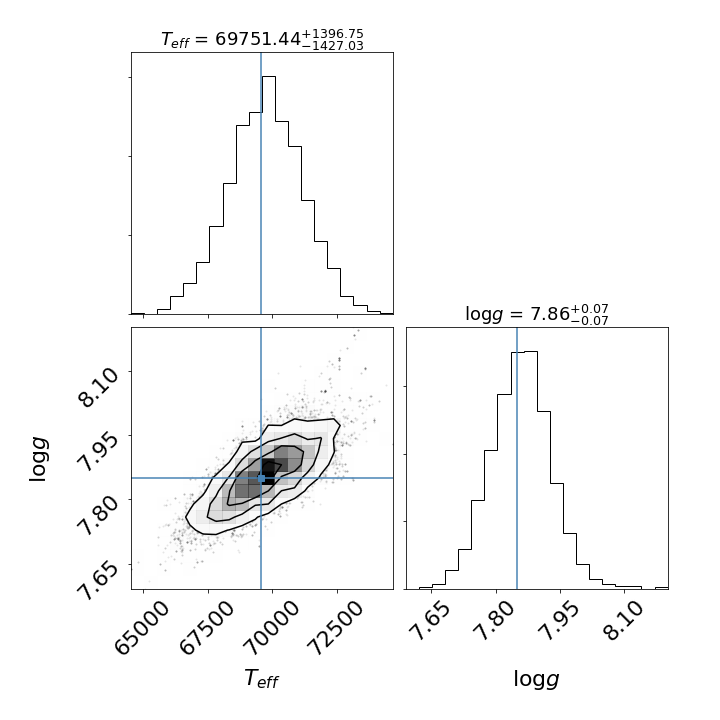 T_eff = 69751.44 +1396.75 −1427.03
logg = 7.86 +0.07 −0.07
8.10
7.95
7.80
7.65
logg
65000 67500 70000 72500
T_eff
7.65 7.80 7.95 8.10
logg